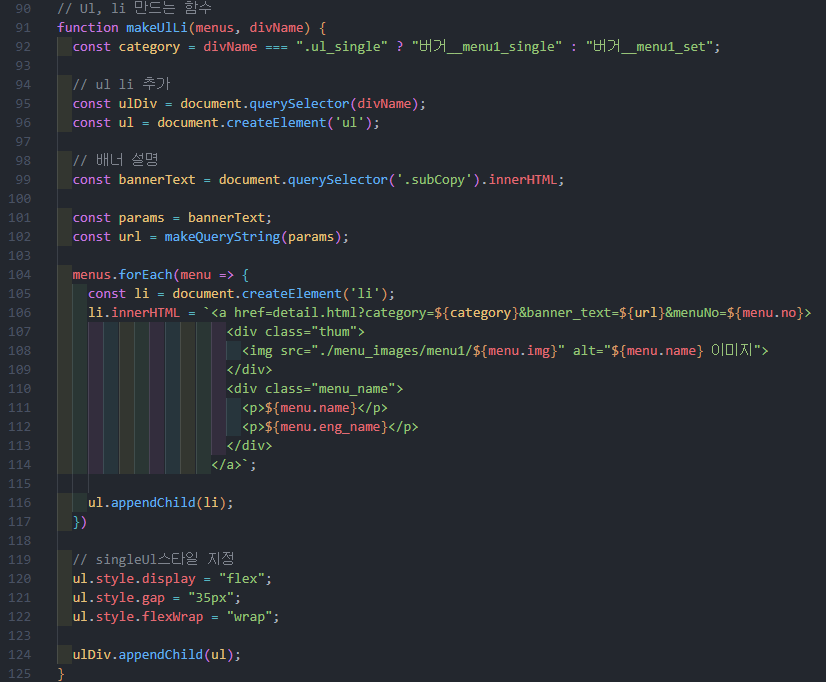 90 // Ul, li 만드는 함수
91 function makeUlLi(menus, divName) {
92 const category = divName === ".ul_single" ? "버거__menu1_single" : "버거__menu1_set";
93
94 // ul li 추가
95 const ulDiv = document.querySelector(divName);
96 const ul = document.createElement('ul');
97
98 // 배너 설명
99 const bannerText = document.querySelector('.subCopy').innerHTML;
100
101 const params = bannerText;
102 const url = makeQueryString(params);
103
104 menus.forEach(menu => {
105 const li = document.createElement('li');
106 li.innerHTML = `<a href=detail.html?category=${category}&banner_text=${url}&menuNo=${menu.no}>
107 <div class="thum">
108 <img src="./menu_images/menu1/${menu.img}" alt="${menu.name} 이미지">
109 </div>
110 <div class="menu_name">
111 <p>${menu.name}</p>
112 <p>${menu.eng_name}</p>
113 </div>
114 </a>`;
115
116 ul.appendChild(li);
117 })
118
119 // singleUl스타일 지정
120 ul.style.display = "flex";
121 ul.style.gap = "35px";
122 ul.style.flexWrap = "wrap";
123
124 ulDiv.appendChild(ul);
125 }